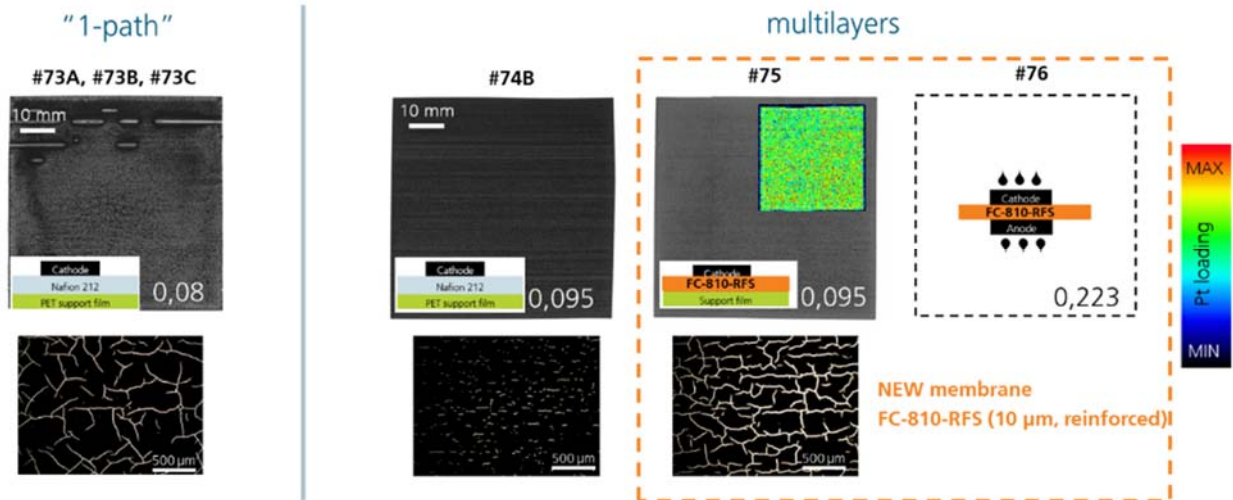 "1-path"
multilayers
#73A, #73B, #73C
#74B
#75
#76
10 mm
10 mm
MAX
Pt loading
MIN
Cathode
Nafion 212
PET support film
0,08
Cathode
Nafion 212
PET support film
0,095
Cathode
FC-810-RFS
Support film
0,095
Cathode
FC-810-RFS
Anode
0,223
500 µm
500 µm
500 µm
NEW membrane
FC-810-RFS (10 µm, reinforced)